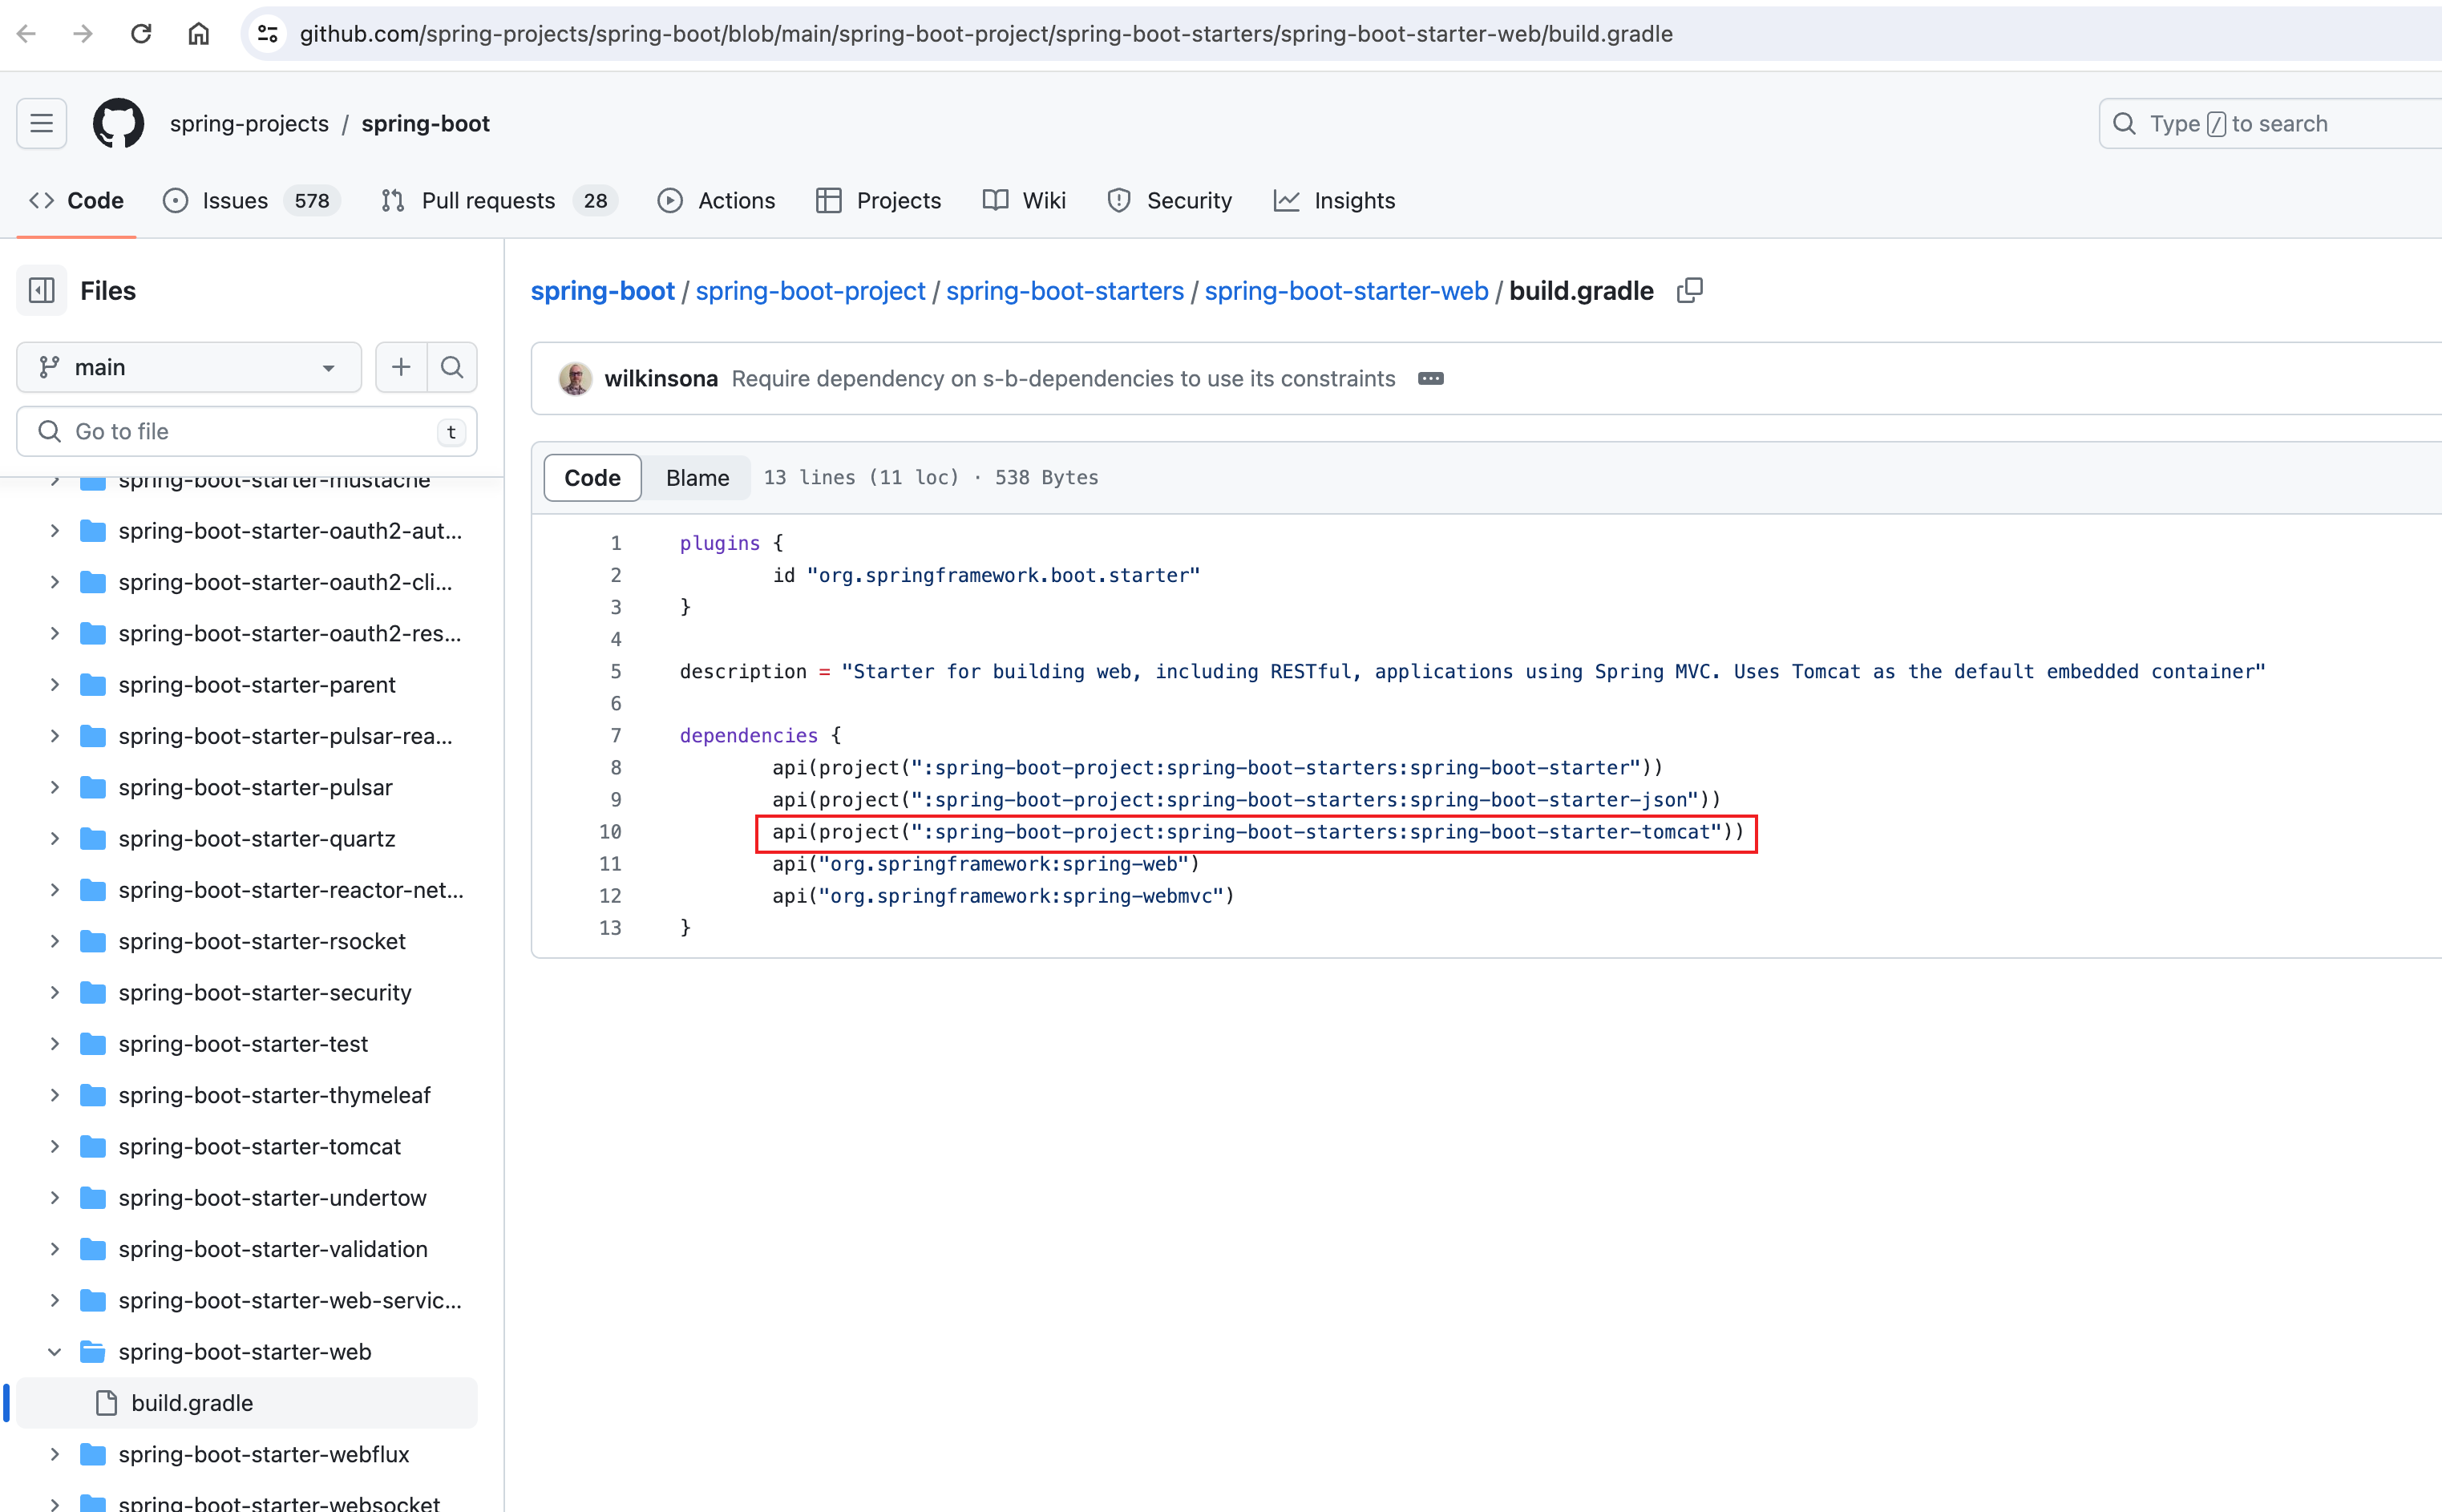 github.com/spring-projects/spring-boot/blob/main/spring-boot-project/spring-boot-starters/spring-boot-starter-web/build.gradle
spring-projects / spring-boot
Type / to search
Code
Issues 578
Pull requests 28
Actions
Projects
Wiki
Security
Insights
Files
main
Go to file
t
spring-boot-starter-mustache
spring-boot-starter-oauth2-aut...
spring-boot-starter-oauth2-cli...
spring-boot-starter-oauth2-res...
spring-boot-starter-parent
spring-boot-starter-pulsar-rea...
spring-boot-starter-pulsar
spring-boot-starter-quartz
spring-boot-starter-reactor-net...
spring-boot-starter-rsocket
spring-boot-starter-security
spring-boot-starter-test
spring-boot-starter-thymeleaf
spring-boot-starter-tomcat
spring-boot-starter-undertow
spring-boot-starter-validation
spring-boot-starter-web-servic...
spring-boot-starter-web
build.gradle
spring-boot-starter-webflux
spring-boot-starter-websocket
spring-boot / spring-boot-project / spring-boot-starters / spring-boot-starter-web / build.gradle
wilkinsona Require dependency on s-b-dependencies to use its constraints
Code Blame 13 lines (11 loc) · 538 Bytes
1 plugins {
2 id "org.springframework.boot.starter"
3 }
4
5 description = "Starter for building web, including RESTful, applications using Spring MVC. Uses Tomcat as the default embedded container"
6
7 dependencies {
8 api(project(":spring-boot-project:spring-boot-starters:spring-boot-starter"))
9 api(project(":spring-boot-project:spring-boot-starters:spring-boot-starter-json"))
10 api(project(":spring-boot-project:spring-boot-starters:spring-boot-starter-tomcat"))
11 api("org.springframework:spring-web")
12 api("org.springframework:spring-webmvc")
13 }